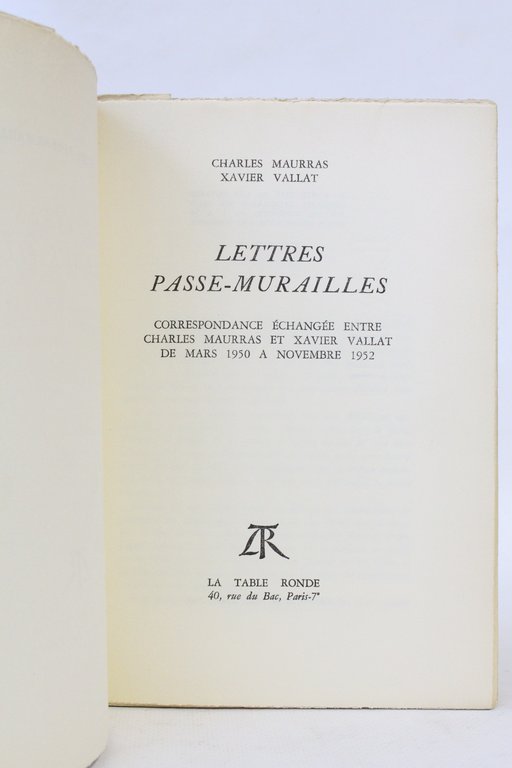 CHARLES MAURRAS
XAVIER VALLAT
LETTRES
PASSE-MURAILLES
CORRESPONDANCE ÉCHANGÉE ENTRE
CHARLES MAURRAS ET XAVIER VALLAT
DE MARS 1950 A NOVEMBRE 1952
LTR
LA TABLE RONDE
40, rue du Bac, Paris-7e